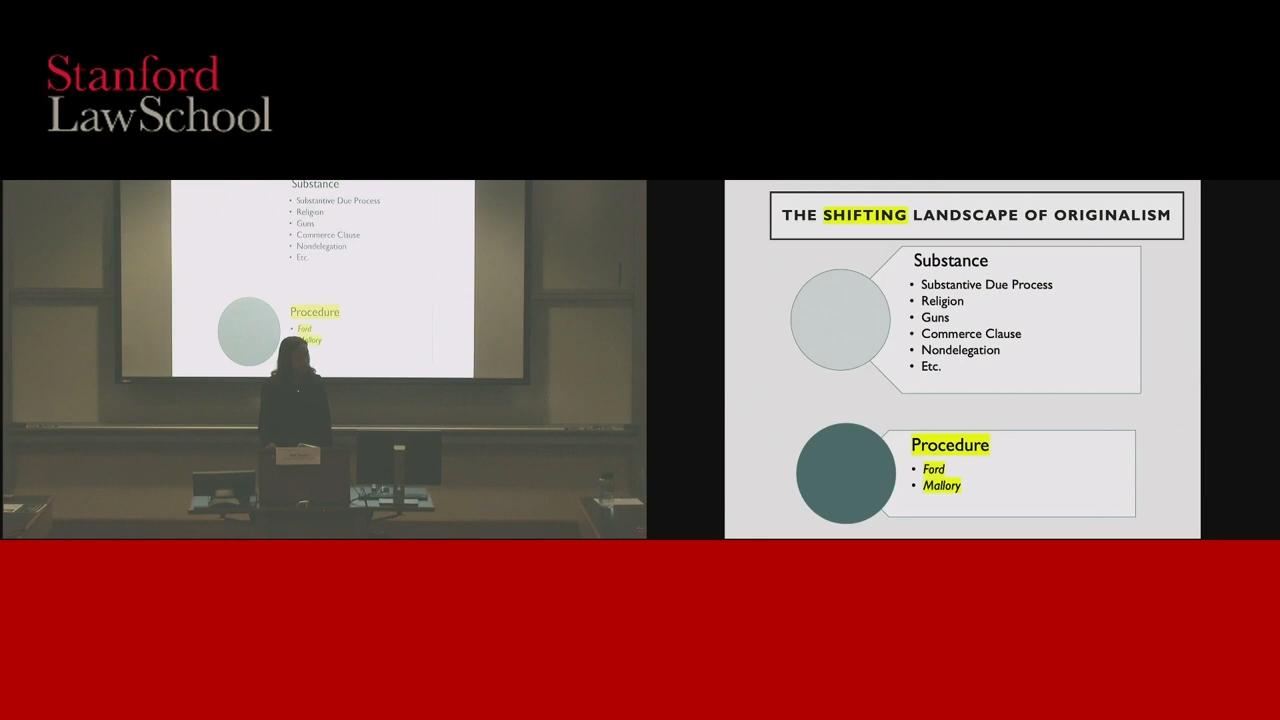 Stanford
LawSchool
Substance
• Substantive Due Process
• Religion
• Guns
• Commerce Clause
• Nondelegation
• Etc.
Procedure
• Ford
THE SHIFTING LANDSCAPE OF ORIGINALISM
Substance
• Substantive Due Process
• Religion
• Guns
• Commerce Clause
• Nondelegation
• Etc.
Procedure
• Ford
• Mallory